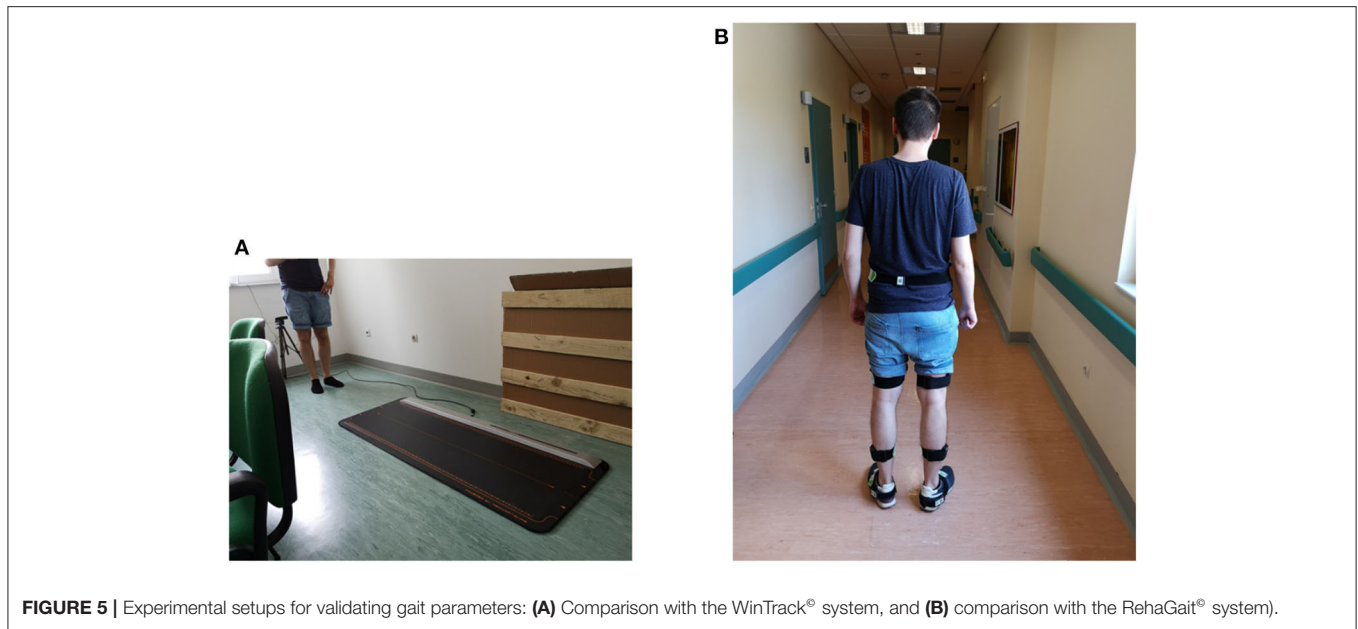 A
B
FIGURE 5 | Experimental setups for validating gait parameters: (A) Comparison with the WinTrack© system, and (B) comparison with the RehaGait© system).